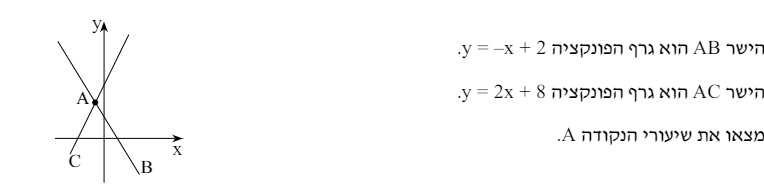 הישר AB הוא גרף הפונקציה y = –x + 2.
הישר AC הוא גרף הפונקציה y = 2x + 8.
מצאו את שיעורי הנקודה A.
y
A
x
C
B